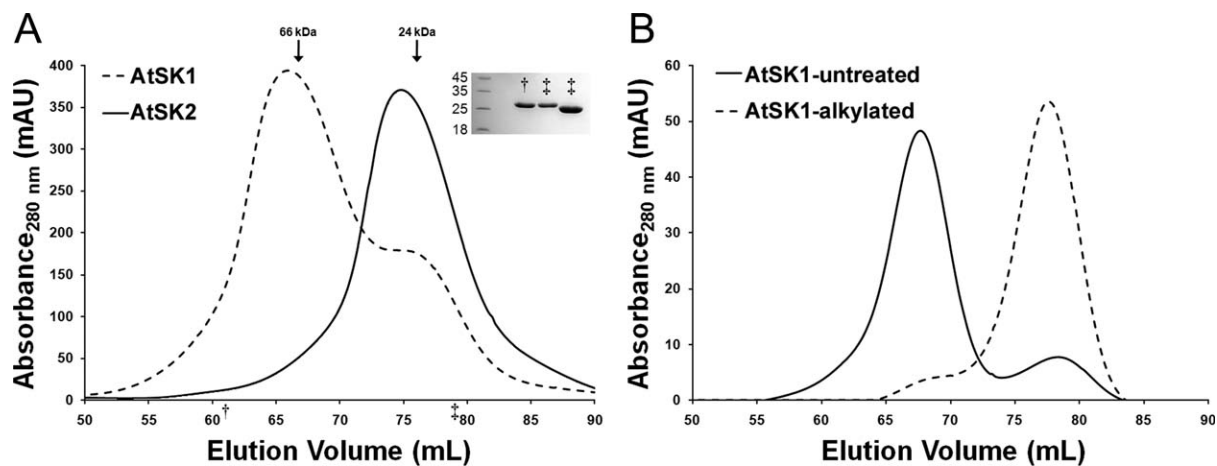 A
66 kDa
24 kDa
AtSK1
AtSK2
45
35
25
18
† ‡ ‡
400
350
300
250
200
150
100
50
0
Absorbance280 nm (mAU)
50 55 60 † 65 70 75 ‡ 80 85 90
Elution Volume (mL)
B
AtSK1-untreated
AtSK1-alkylated
60
50
40
30
20
10
0
Absorbance280 nm (mAU)
50 55 60 65 70 75 80 85 90
Elution Volume (mL)